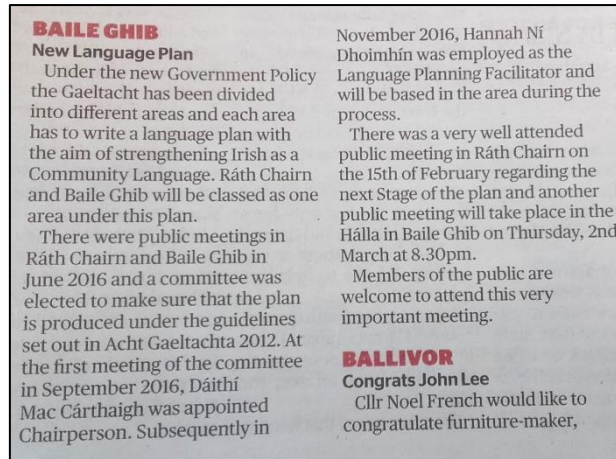 BAILE GHIB
New Language Plan
Under the new Government Policy
the Gaeltacht has been divided
into different areas and each area
has to write a language plan with
the aim of strengthening Irish as a
Community Language. Ráth Chairn
and Baile Ghib will be classed as one
area under this plan.
There were public meetings in
Ráth Chairn and Baile Ghib in
June 2016 and a committee was
elected to make sure that the plan
is produced under the guidelines
set out in Acht Gaeltachta 2012. At
the first meeting of the committee
in September 2016, Dáithí
Mac Cárthaigh was appointed
Chairperson. Subsequently in
November 2016, Hannah Ní
Dhoimhín was employed as the
Language Planning Facilitator and
will be based in the area during the
process.
There was a very well attended
public meeting in Ráth Chairn on
the 15th of February regarding the
next Stage of the plan and another
public meeting will take place in the
Hálla in Baile Ghib on Thursday, 2nd
March at 8.30pm.
Members of the public are
welcome to attend this very
important meeting.
BALLIVOR
Congrats John Lee
Cllr Noel French would like to
congratulate furniture-maker,